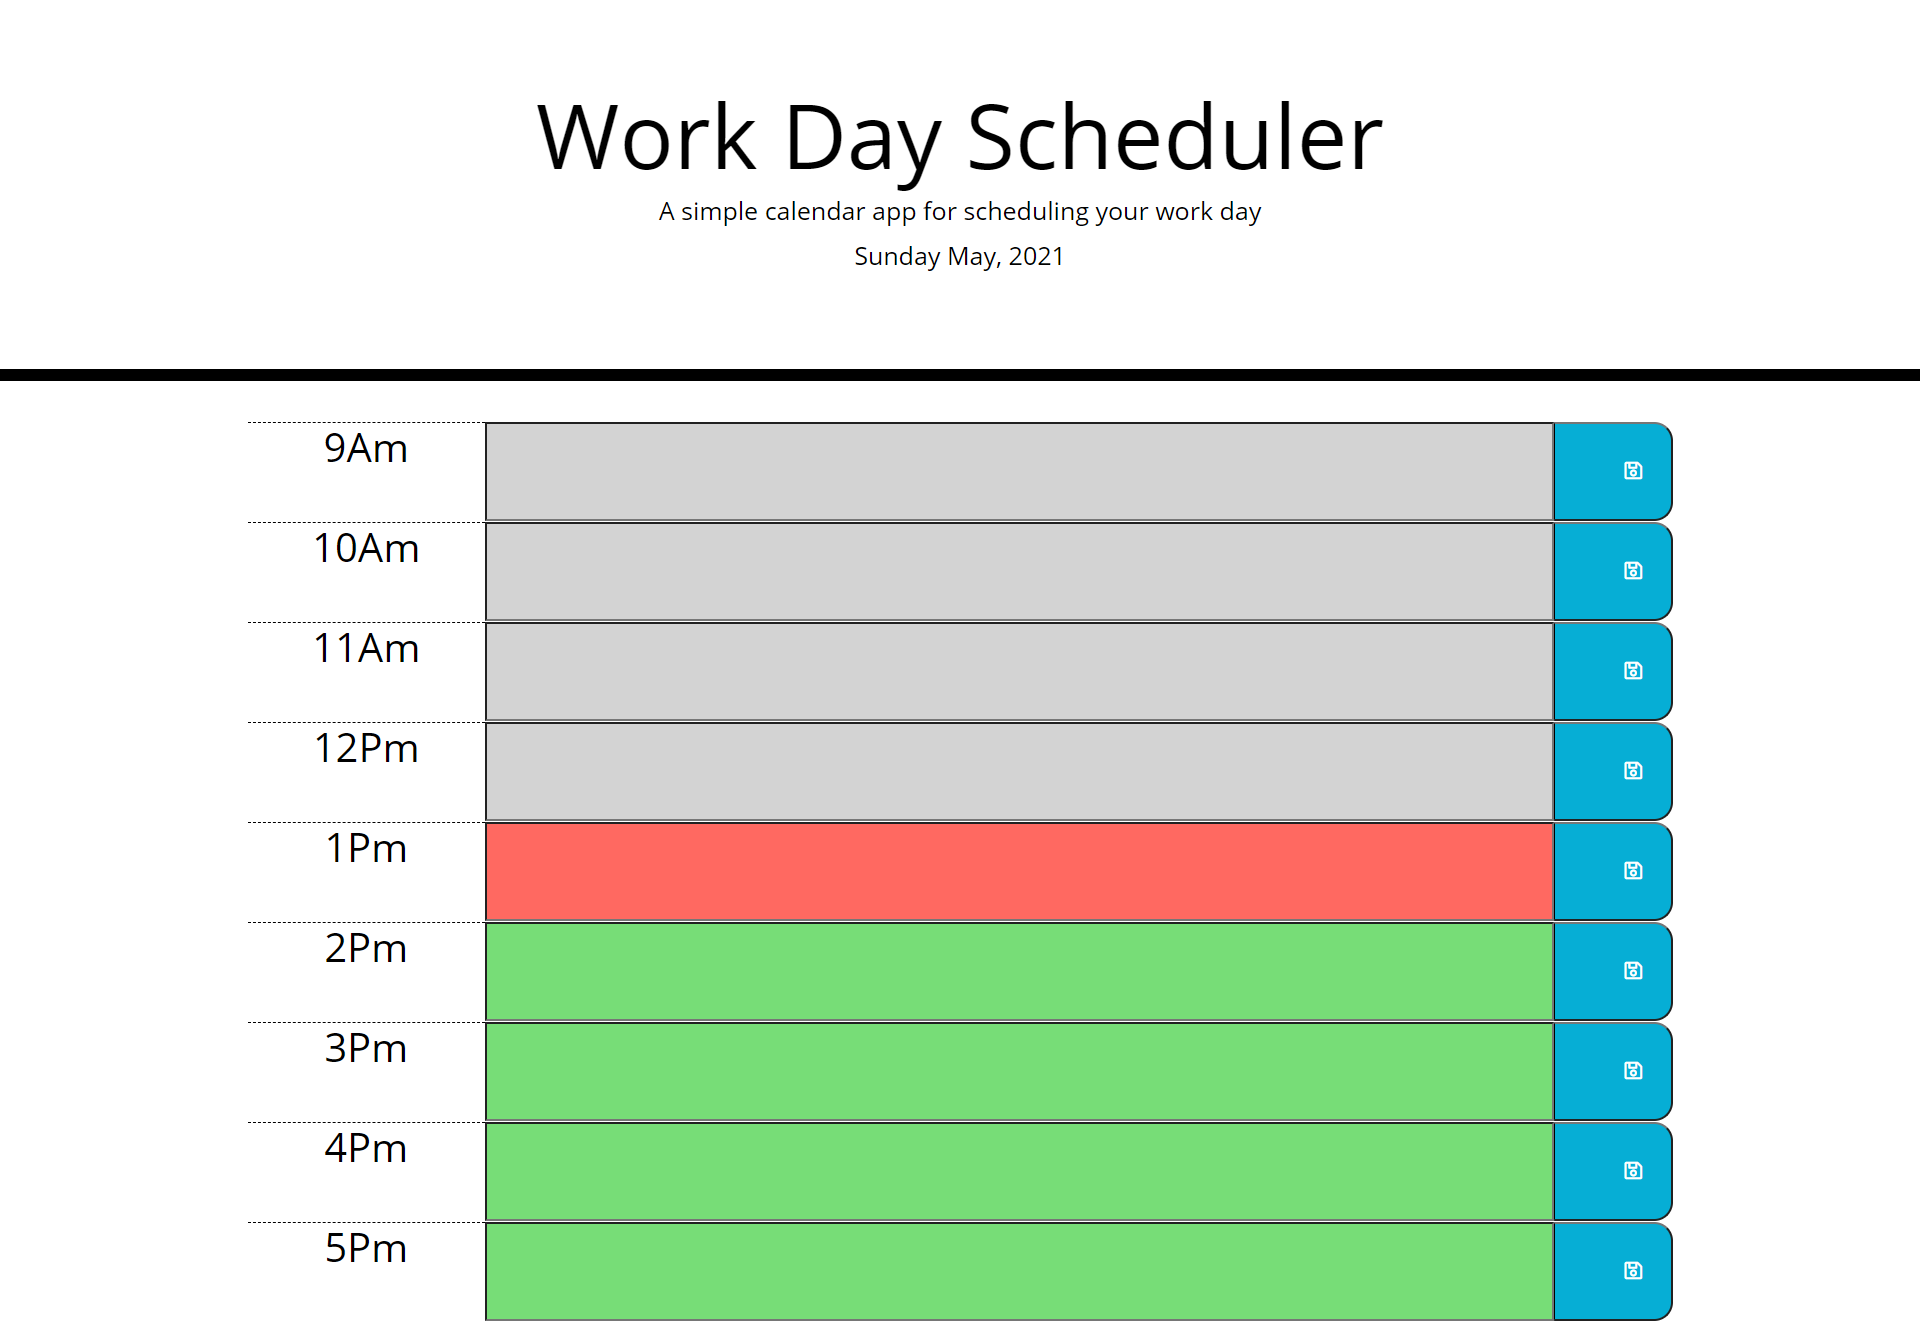 Work Day Scheduler
A simple calendar app for scheduling your work day
Sunday May, 2021
9Am
10Am
11Am
12Pm
1Pm
2Pm
3Pm
4Pm
5Pm